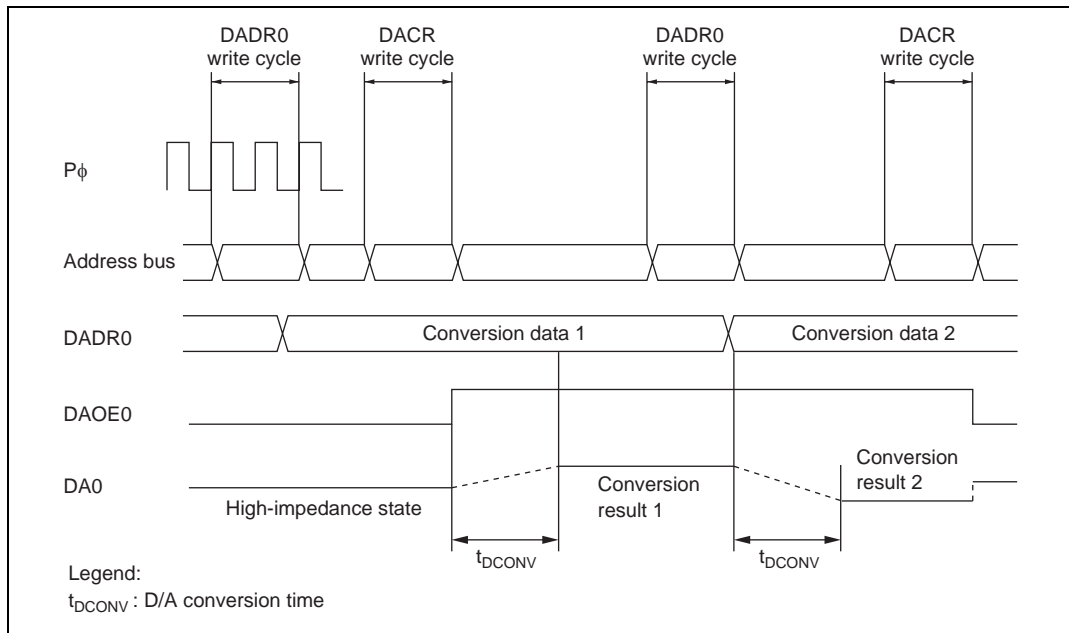 DADR0
write cycle
DACR
write cycle
DADR0
write cycle
DACR
write cycle
Pϕ
Address bus
DADR0
Conversion data 1
Conversion data 2
DAOE0
DA0
High-impedance state
Conversion
result 1
Conversion
result 2
tDCONV
tDCONV
Legend:
tDCONV : D/A conversion time